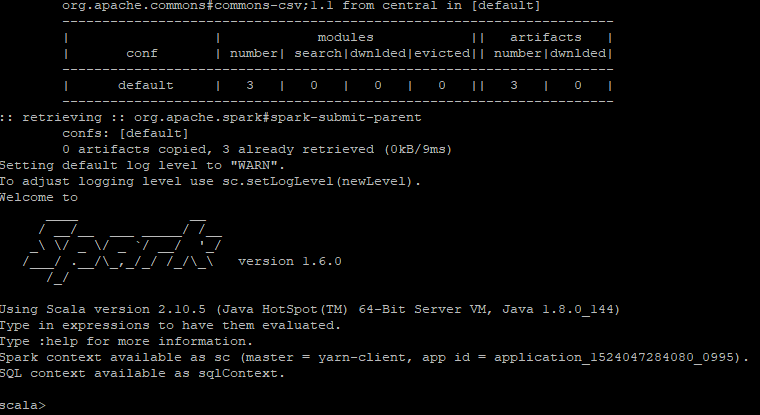 org.apache.commons#commons-csv;1.1 from central in [default]
        ---------------------------------------------------------------------
        |                  |            modules            ||   artifacts   |
        |       conf       | number| search|dwnlded|evicted|| number|dwnlded|
        ---------------------------------------------------------------------
        |      default     |   3   |   0   |   0   |   0   ||   3   |   0   |
        ---------------------------------------------------------------------
:: retrieving :: org.apache.spark#spark-submit-parent
        confs: [default]
        0 artifacts copied, 3 already retrieved (0kB/9ms)
Setting default log level to "WARN".
To adjust logging level use sc.setLogLevel(newLevel).
Welcome to
      ____              __
     / __/__  ___ _____/ /__
    _\ \/ _ \/ _ `/ __/  '_/
   /___/ .__/\_,_/_/ /_/\_\   version 1.6.0
      /_/

Using Scala version 2.10.5 (Java HotSpot(TM) 64-Bit Server VM, Java 1.8.0_144)
Type in expressions to have them evaluated.
Type :help for more information.
Spark context available as sc (master = yarn-client, app id = application_1524047284080_0995).
SQL context available as sqlContext.

scala>